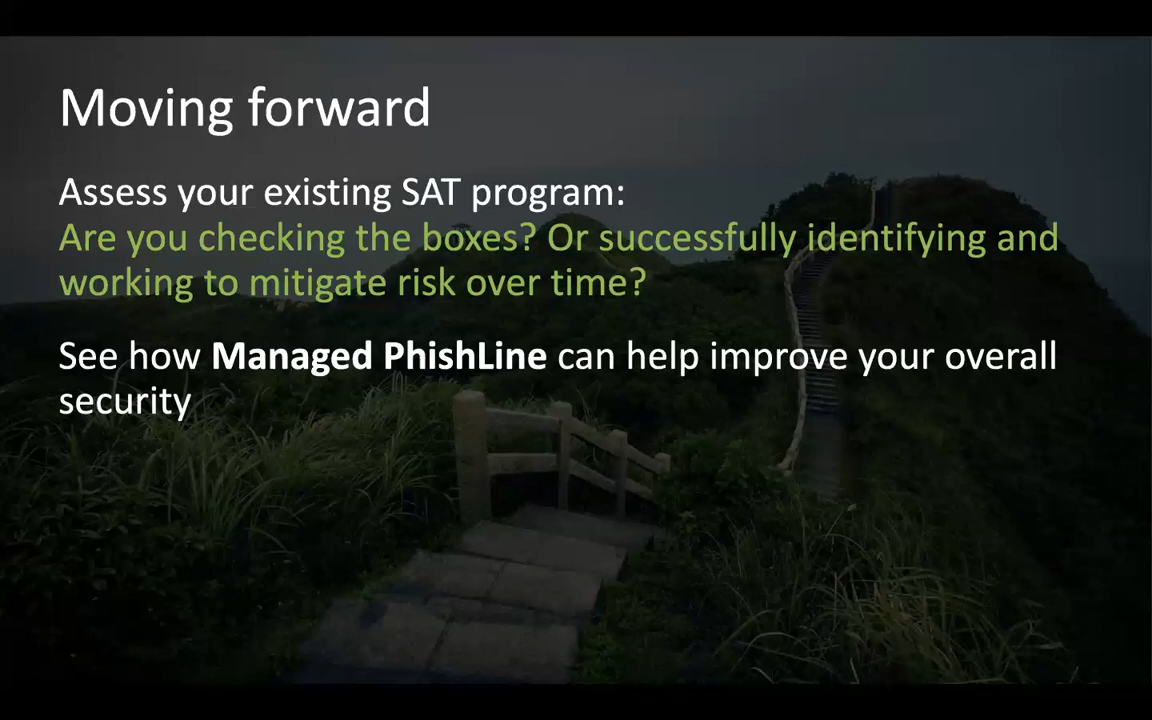 Moving forward
Assess your existing SAT program:
Are you checking the boxes? Or successfully identifying and
working to mitigate risk over time?
See how Managed PhishLine can help improve your overall
security